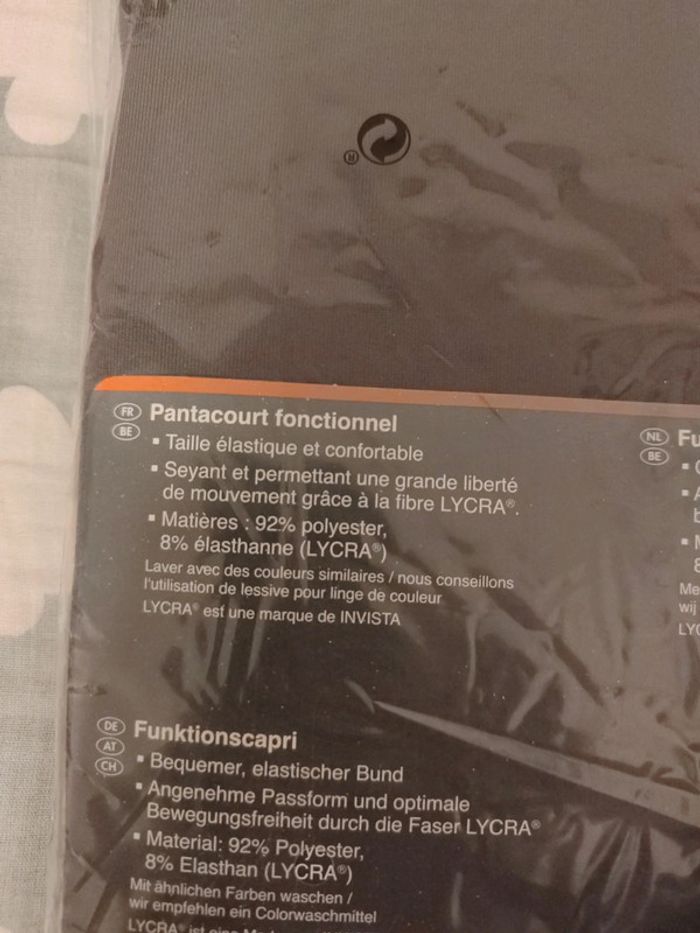 ®
FR
BE
Pantacourt fonctionnel
▪ Taille élastique et confortable
▪ Seyant et permettant une grande liberté
de mouvement grâce à la fibre LYCRA®.
▪ Matières : 92% polyester,
8% élasthanne (LYCRA®)
Laver avec des couleurs similaires / nous conseillons
l'utilisation de lessive pour linge de couleur
LYCRA® est une marque de INVISTA
NL
BE
DE
AT
CH
Funktionscapri
▪ Bequemer, elastischer Bund
▪ Angenehme Passform und optimale
Bewegungsfreiheit durch die Faser LYCRA®
▪ Material: 92% Polyester,
8% Elasthan (LYCRA®)
Mit ähnlichen Farben waschen /
wir empfehlen ein Colorwaschmittel
LYCRA® ist eine